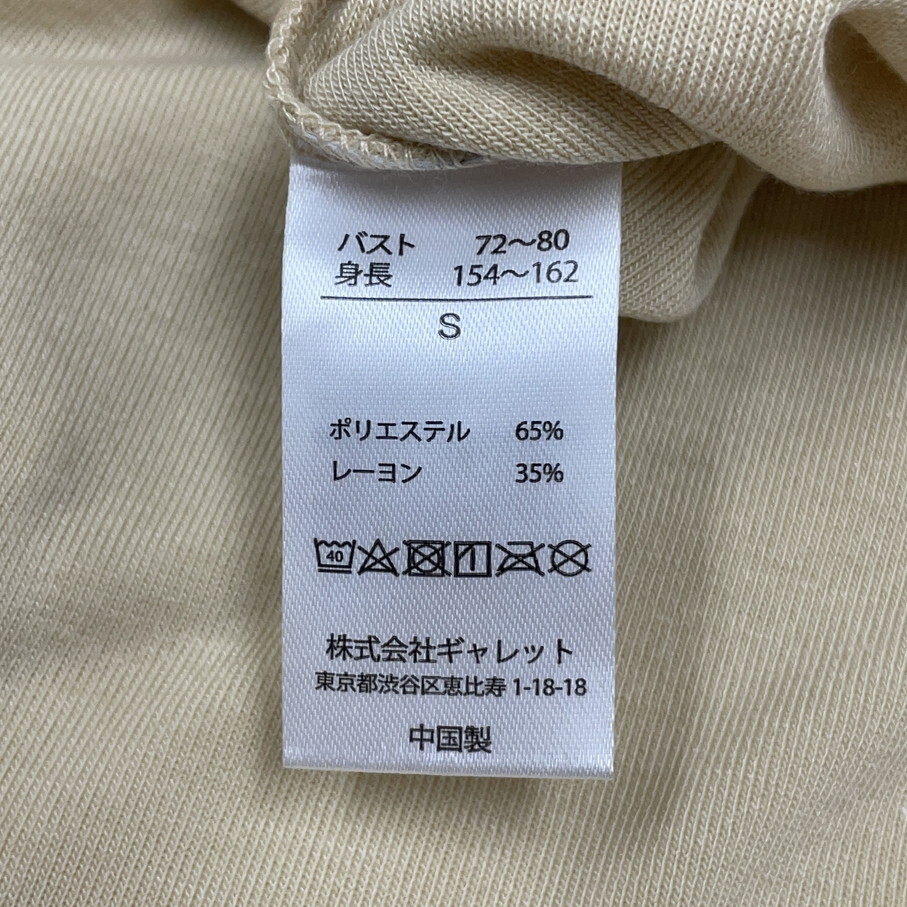 バスト 72〜80
身長 154〜162
S
ポリエステル 65%
レーヨン 35%
40
株式会社ギャレット
東京都渋谷区恵比寿 1-18-18
中国製